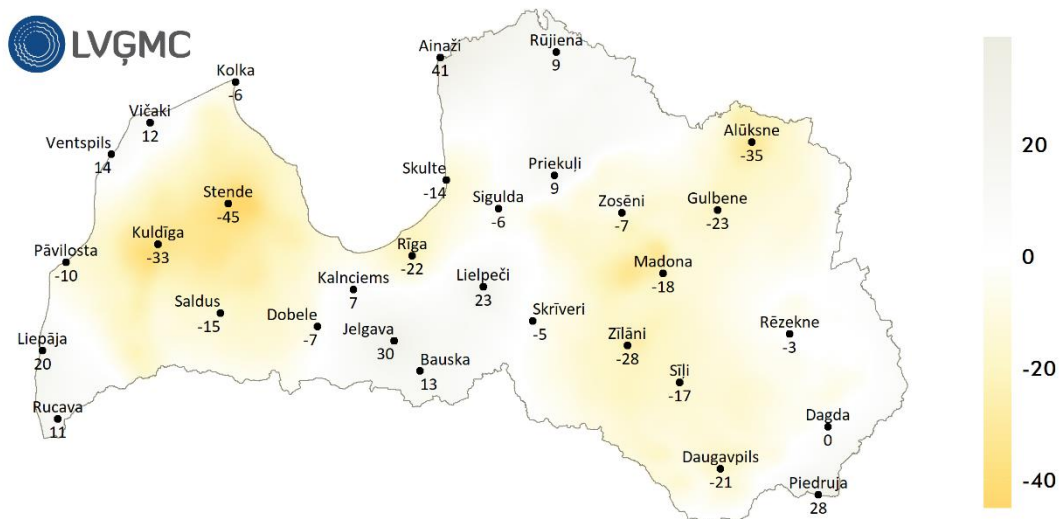 LVĢMC
Ainaži
41
Rūjiena
9
Kolka
-6
Vičaki
12
Ventspils
14
Alūksne
-35
Skulte
-14
Priekuļi
9
Stende
-45
Sigulda
-6
Zosēni
-7
Gulbene
-23
Kuldīga
-33
Pāvilosta
-10
Rīga
-22
Kalnciems
7
Lielpeči
23
Madona
-18
Saldus
-15
Dobele
-7
Jelgava
30
Skrīveri
-5
Rēzekne
-3
Zīlāni
-28
Liepāja
20
Bauska
13
Sīļi
-17
Rucava
11
Dagda
0
Daugavpils
-21
Piedruja
28
20
0
-20
-40